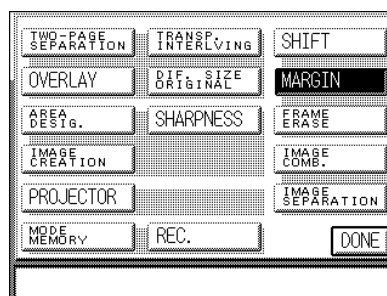 TWO-PAGE
SEPARATION
TRANSP.
INTERLVING
SHIFT
OVERLAY
DIF. SIZE
ORIGINAL
MARGIN
AREA
DESIG.
SHARPNESS
FRAME
ERASE
IMAGE
CREATION
IMAGE
COMB.
PROJECTOR
IMAGE
SEPARATION
MODE
MEMORY
REC.
DONE